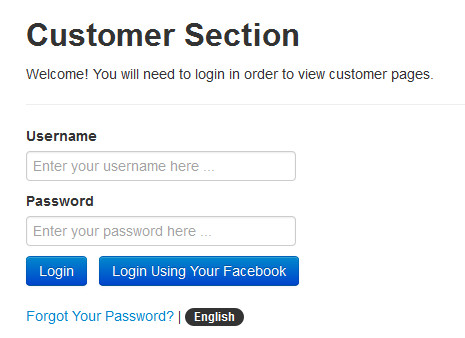 Customer Section
Welcome! You will need to login in order to view customer pages.
Username
Enter your username here ...
Password
Enter your password here ...
Login Login Using Your Facebook
Forgot Your Password? | English